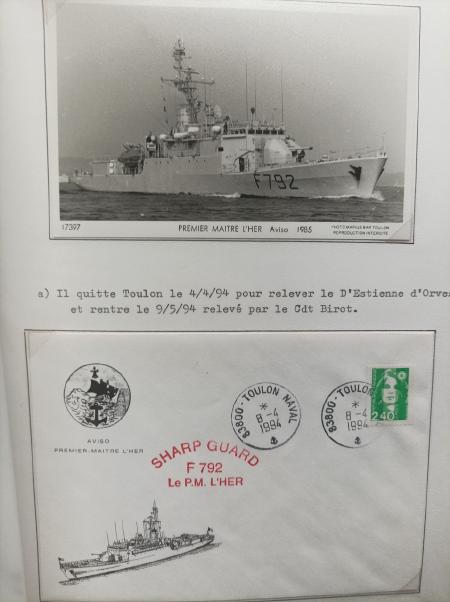 F792
17397 PREMIER MAITRE L'HER Aviso 1985 PHOTO MARIUS BAR TOULON
REPRODUCTION INTERDITE
a) Il quitte Toulon le 4/4/94 pour relever le D'Estienne d'Orves
et rentre le 9/5/94 relevé par le Cdt Birot.
83800-TOULON NAVAL
*
8-4
1994
83800-TOULON
*
8-4
1994
2,40
AVISO
PREMIER-MAITRE L'HER
SHARP GUARD
F 792
Le P.M. L'HER